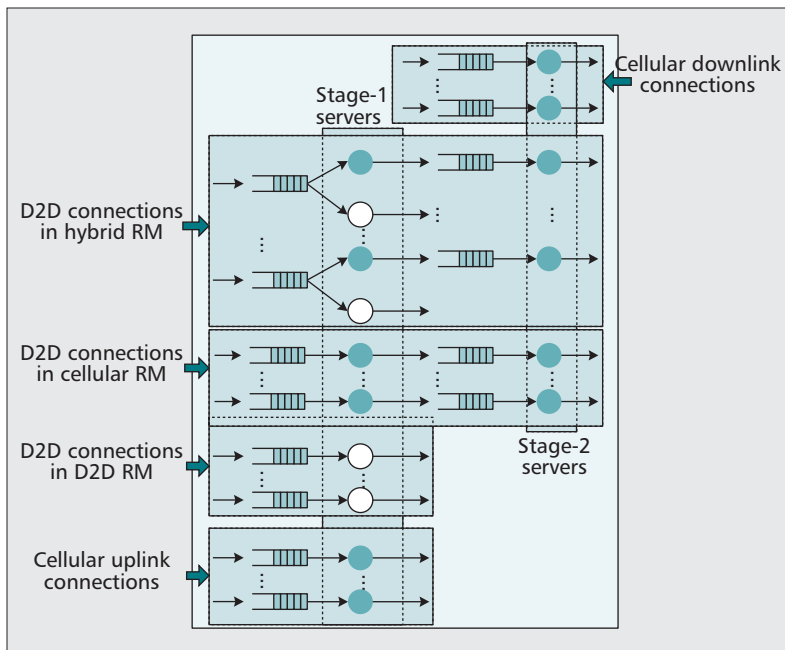 Cellular downlink
connections
Stage-1
servers
D2D connections
in hybrid RM
D2D connections
in cellular RM
D2D connections
in D2D RM
Stage-2
servers
Cellular uplink
connections